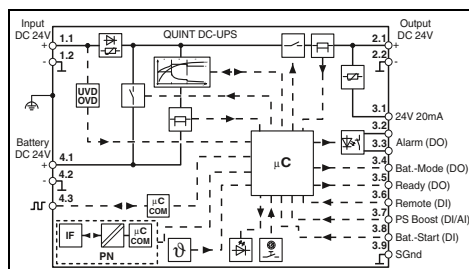 Input
DC 24V
QUINT DC-UPS
Output
DC 24V
1.1
+
1.2
-
2.1
+
2.2
-
UVD
OVD
3.1
24V 20mA
3.2
Alarm (DO)
3.3
Battery
DC 24V
4.1
+
4.2
-
4.3
µC
3.4
Bat.-Mode (DO)
3.5
Ready (DO)
3.6
Remote (DI)
3.7
PS Boost (DI/AI)
3.8
Bat.-Start (DI)
3.9
SGnd
µC
COM
IF
µC
COM
PN
ϑ